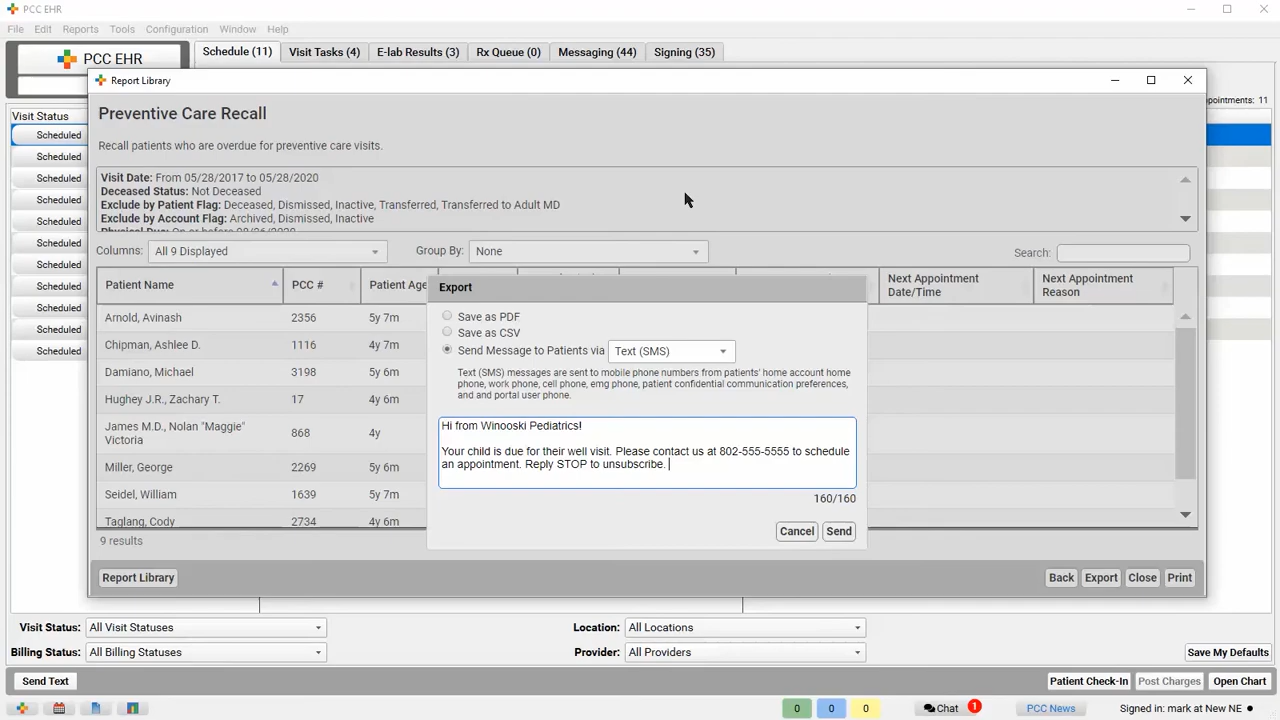 PCC EHR
File Edit Reports Tools Configuration Window Help
PCC EHR
Schedule (11) Visit Tasks (4) E-lab Results (3) Rx Queue (0) Messaging (44) Signing (35)
Report Library
ointments: 11
Preventive Care Recall
Visit Status
Scheduled
Scheduled
Scheduled
Scheduled
Scheduled
Scheduled
Scheduled
Scheduled
Scheduled
Scheduled
Scheduled
Recall patients who are overdue for preventive care visits.
Visit Date: From 05/28/2017 to 05/28/2020
Deceased Status: Not Deceased
Exclude by Patient Flag: Deceased, Dismissed, Inactive, Transferred, Transferred to Adult MD
Exclude by Account Flag: Archived, Dismissed, Inactive
Physical Due: On or before 08/26/2020
Columns: All 9 Displayed Group By: None Search:
Patient Name PCC # Patient Age Next Appointment Date/Time Next Appointment Reason
Arnold, Avinash 2356 5y 7m
Chipman, Ashlee D. 1116 4y 7m
Damiano, Michael 3198 5y 6m
Hughey J.R., Zachary T. 17 4y 6m
James M.D., Nolan "Maggie" 868 4y
Victoria
Miller, George 2269 5y 6m
Seidel, William 1639 5y 7m
Taglang, Cody 2734 4y 6m
9 results
Export
Save as PDF
Save as CSV
Send Message to Patients via Text (SMS)
Text (SMS) messages are sent to mobile phone numbers from patients' home account home
phone, work phone, cell phone, emg phone, patient confidential communication preferences,
and and portal user phone.
Hi from Winooski Pediatrics!
Your child is due for their well visit. Please contact us at 802-555-5555 to schedule
an appointment. Reply STOP to unsubscribe.
160/160
Cancel Send
Report Library Back Export Close Print
Visit Status: All Visit Statuses Location: All Locations
Billing Status: All Billing Statuses Provider: All Providers Save My Defaults
Send Text Patient Check-In Post Charges Open Chart
0 0 0 Chat 1 PCC News Signed in: mark at New NE